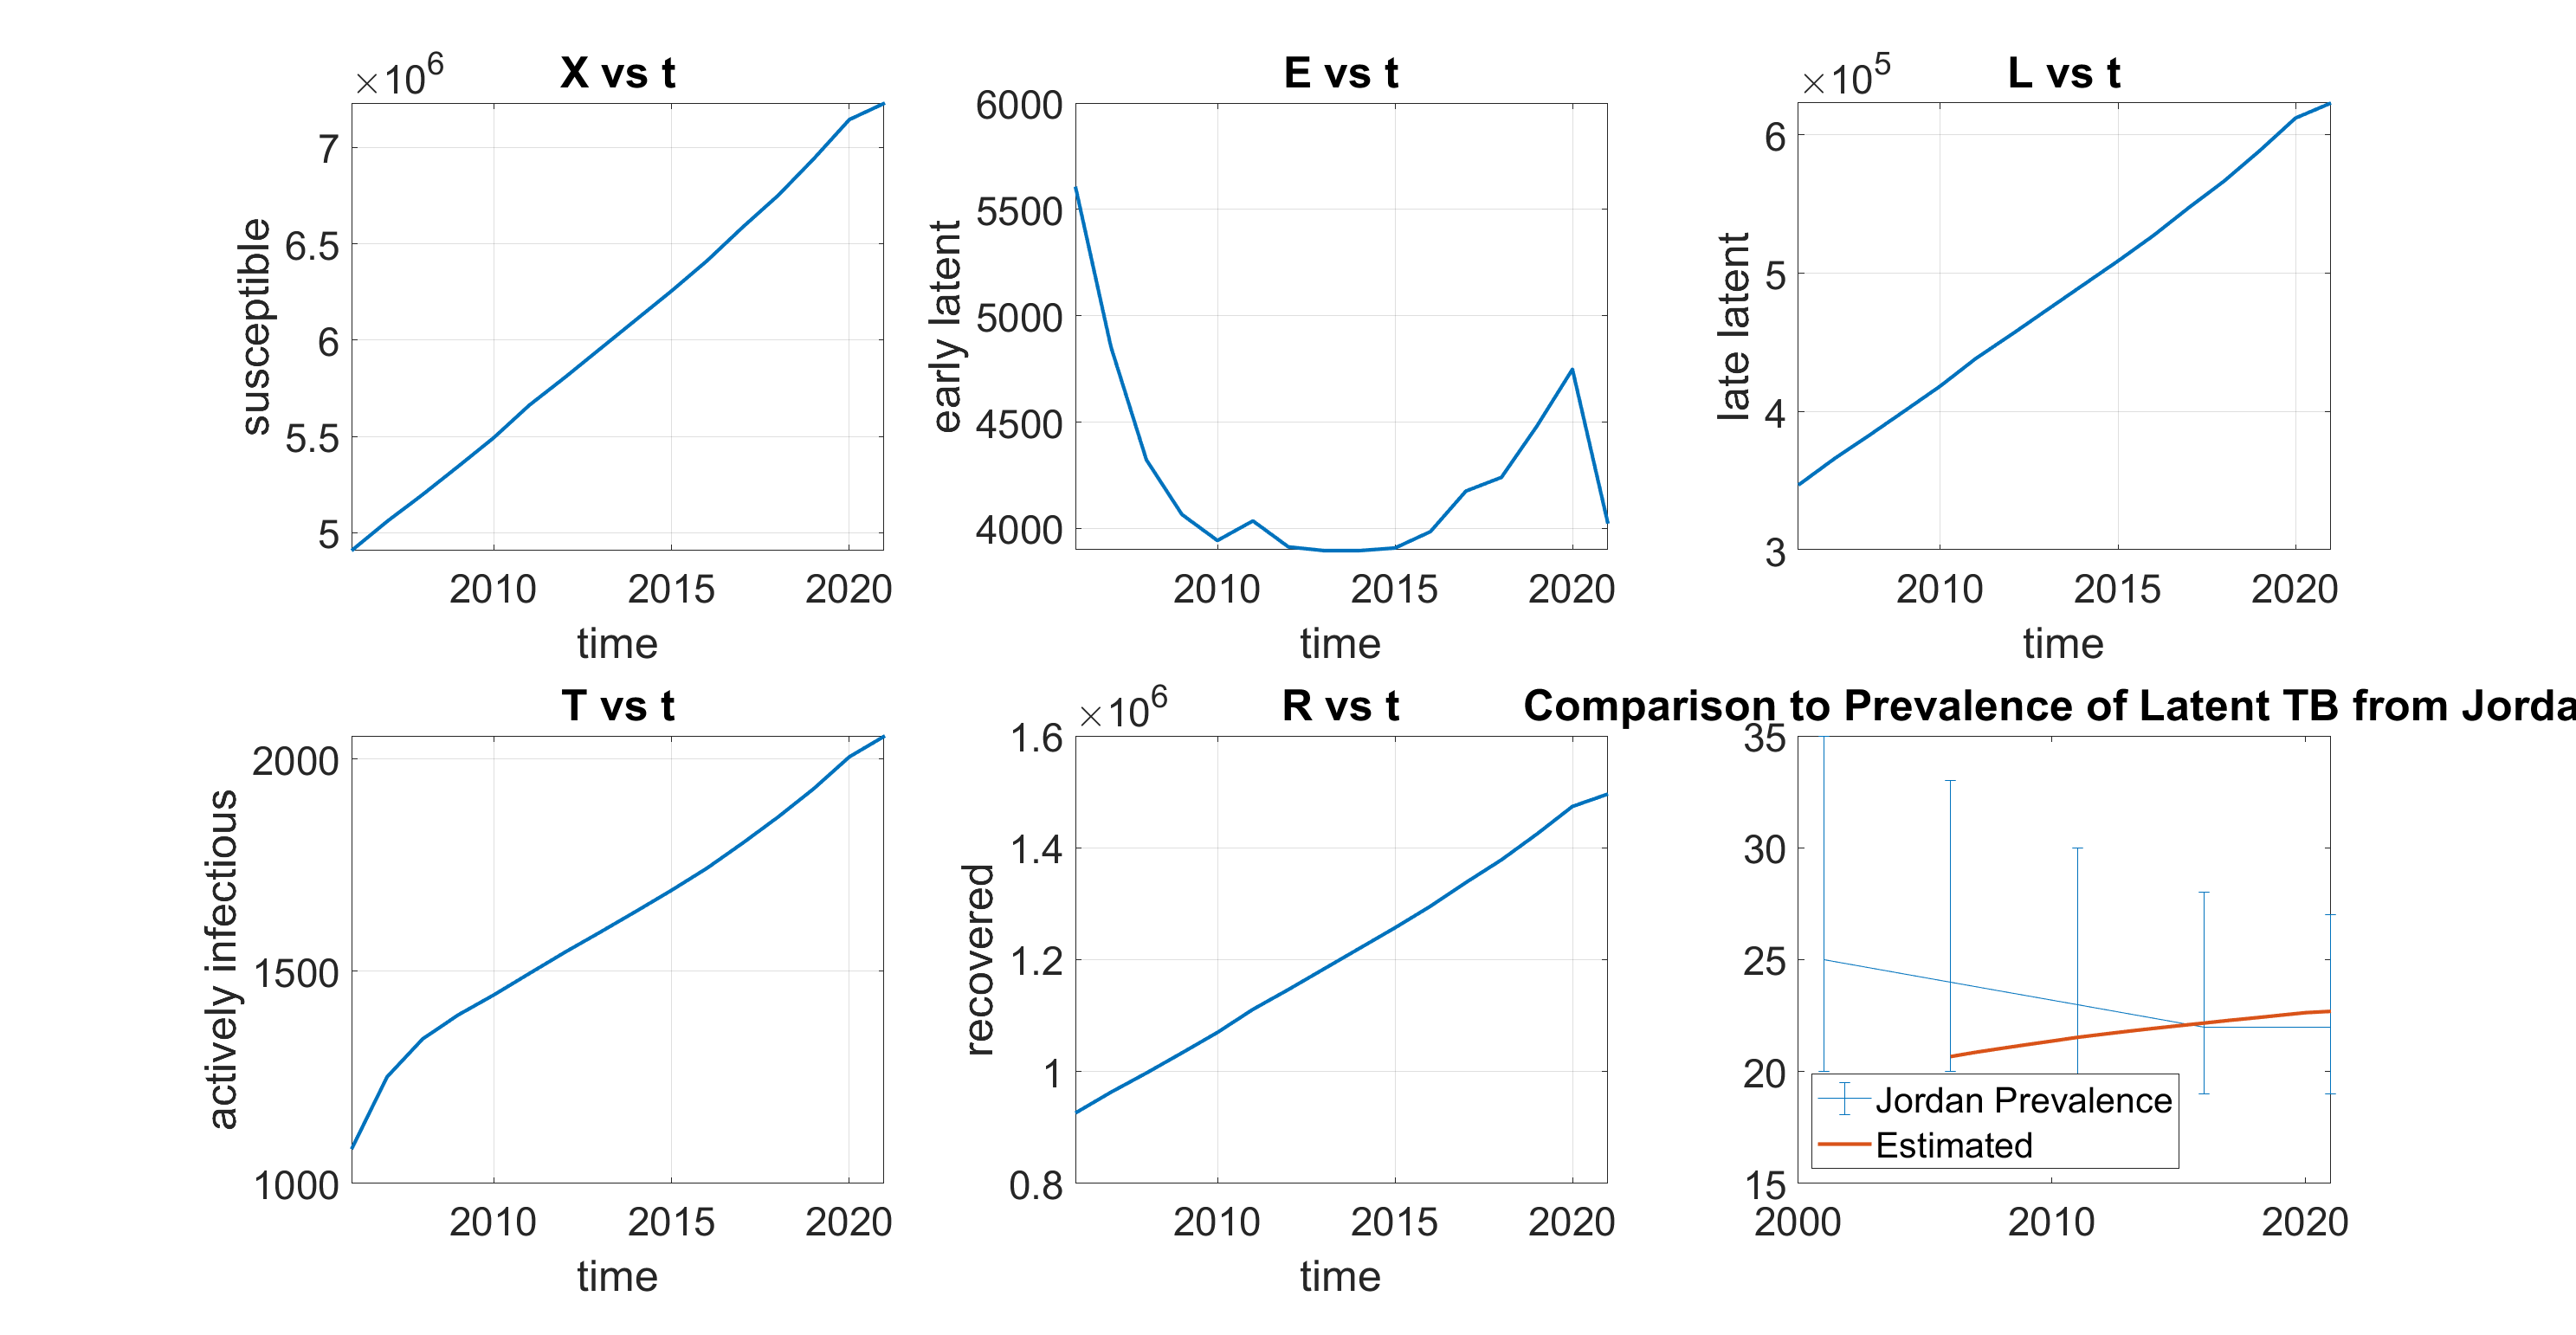 X vs t
×10^6
susceptible
7
6.5
6
5.5
5
2010 2015 2020
time
E vs t
early latent
6000
5500
5000
4500
4000
2010 2015 2020
time
L vs t
×10^5
late latent
6
5
4
3
2010 2015 2020
time
T vs t
actively infectious
2000
1500
1000
2010 2015 2020
time
R vs t
×10^6
recovered
1.6
1.4
1.2
1
0.8
2010 2015 2020
time
Comparison to Prevalence of Latent TB from Jorda
35
30
25
20
15
2000 2010 2020
Jordan Prevalence
Estimated